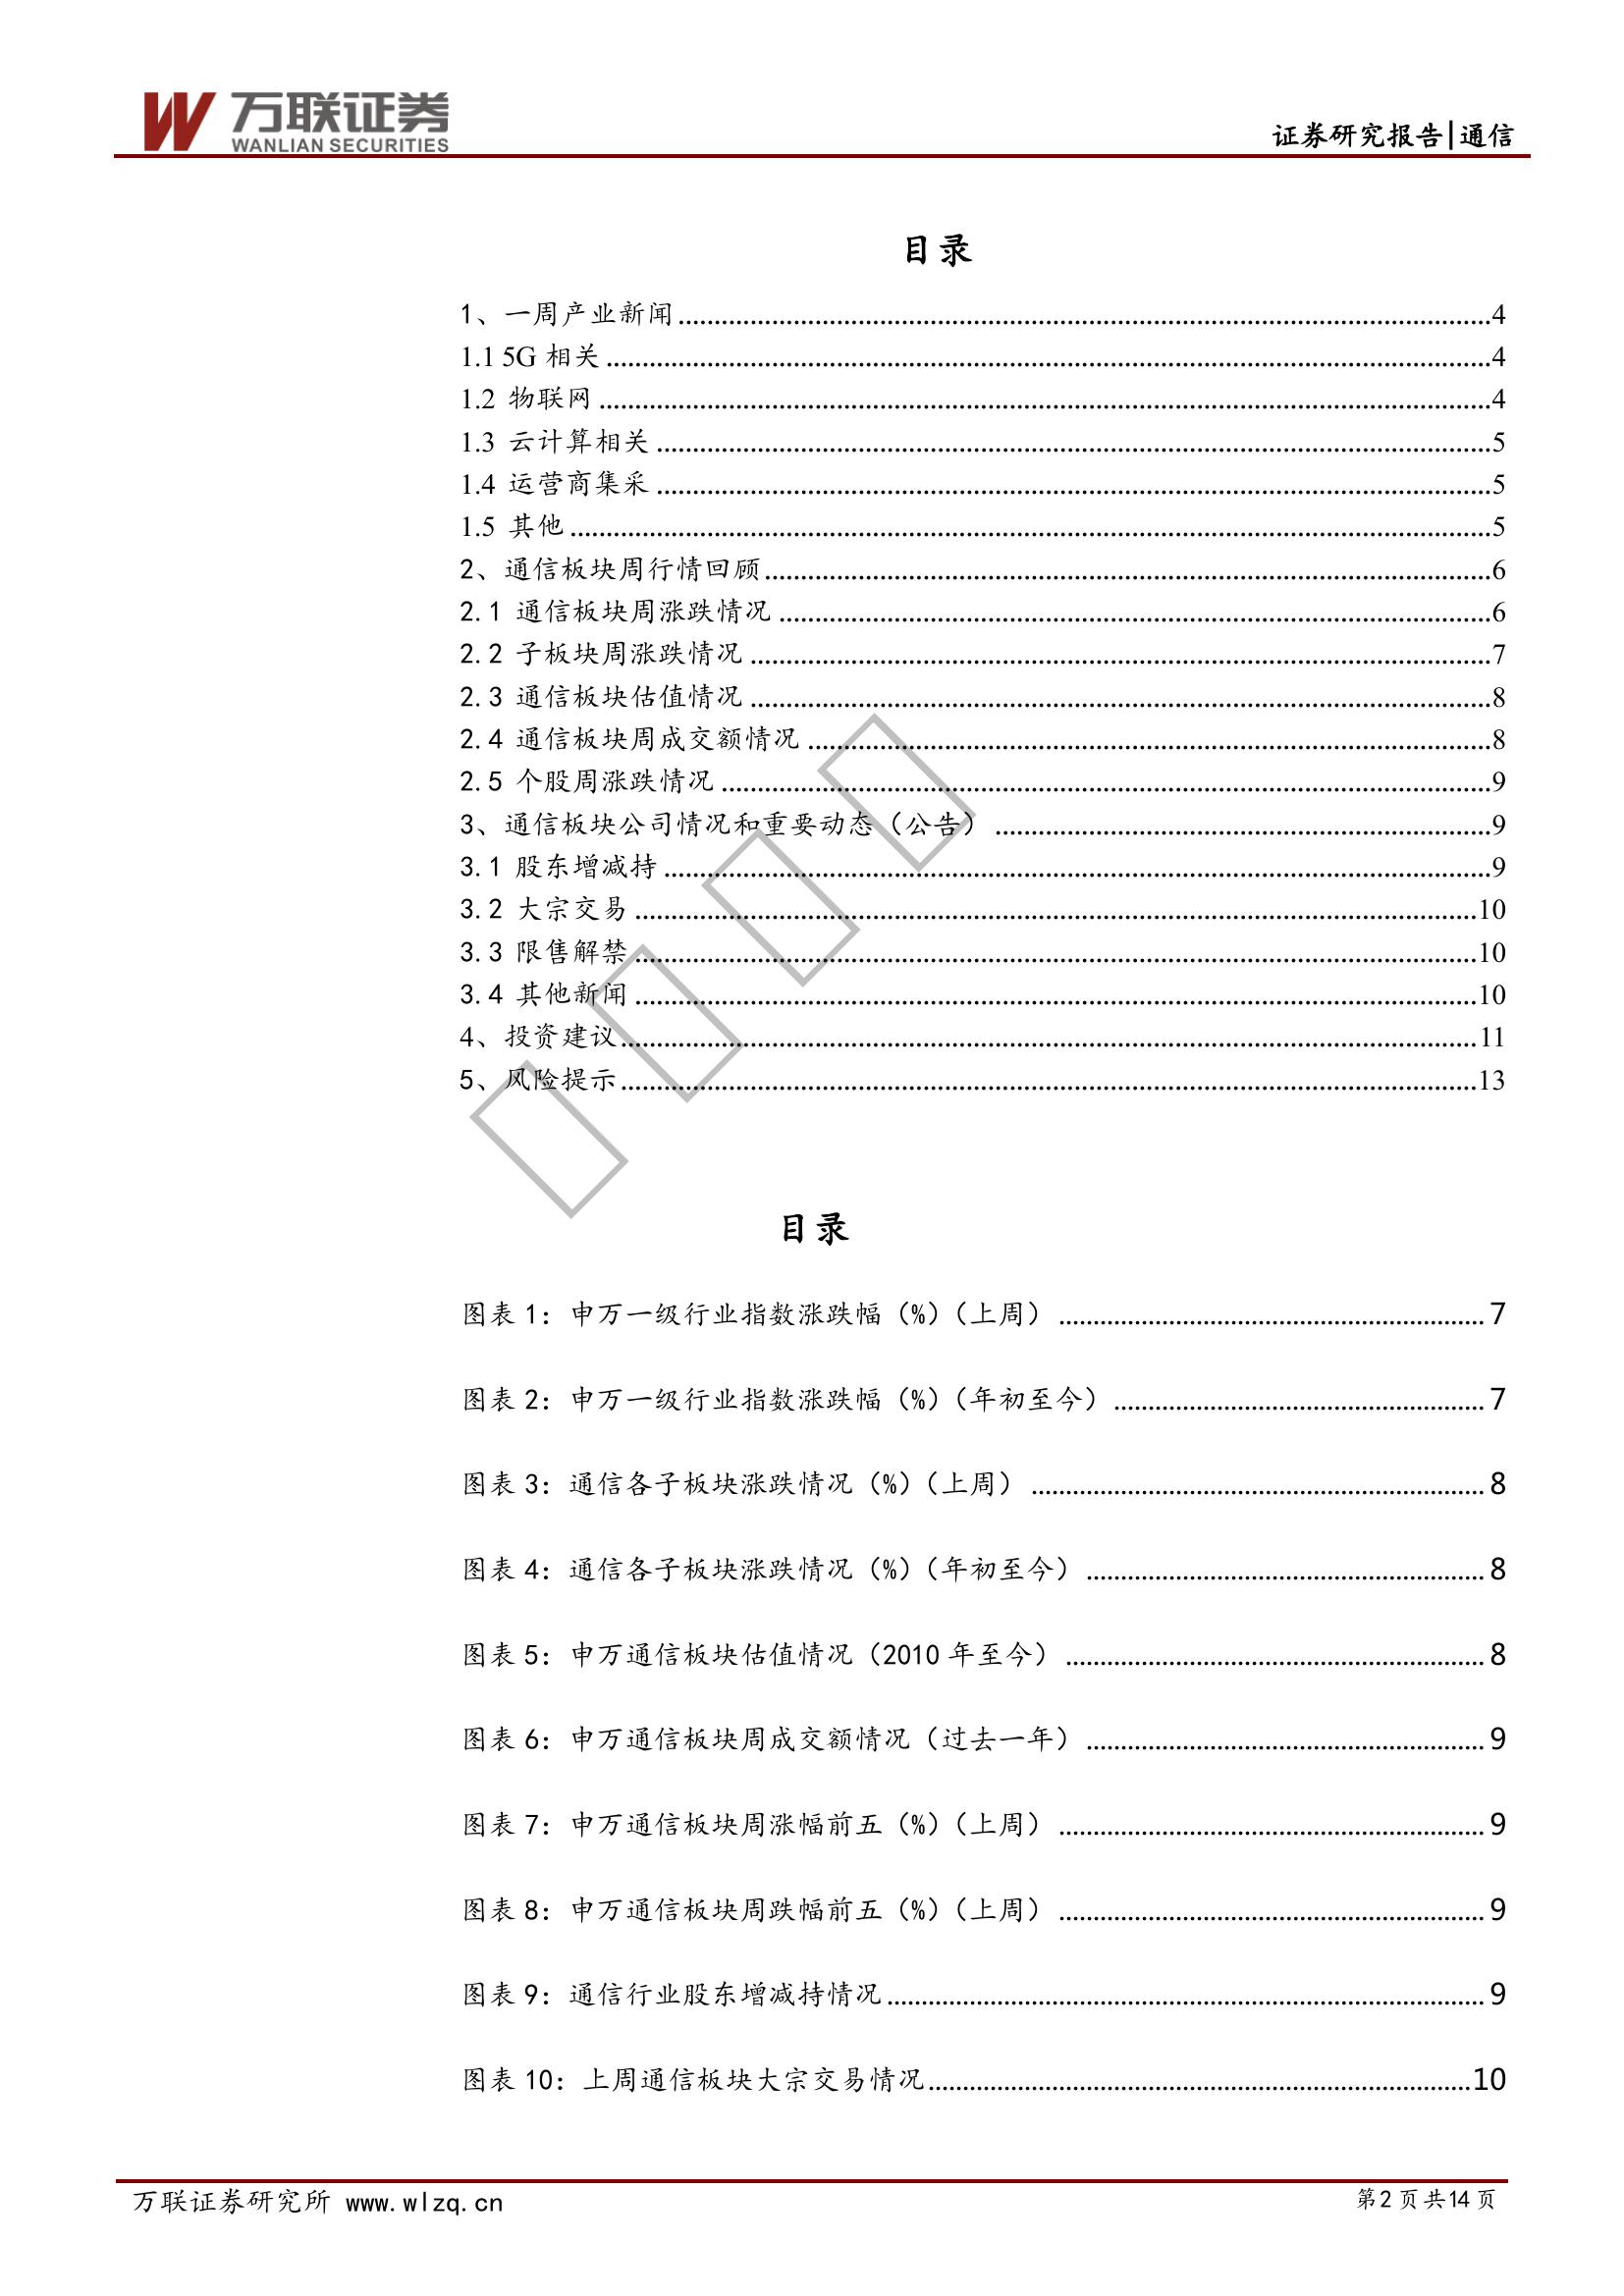 万联证券
WANLIAN SECURITIES
证券研究报告|通信
目录
1、一周产业新闻........4
1.1 5G 相关........4
1.2 物联网........4
1.3 云计算相关........5
1.4 运营商集采........5
1.5 其他........5
2、通信板块周行情回顾........6
2.1 通信板块周涨跌情况........6
2.2 子板块周涨跌情况........7
2.3 通信板块估值情况........8
2.4 通信板块周成交额情况........8
2.5 个股周涨跌情况........9
3、通信板块公司情况和重要动态（公告）........9
3.1 股东增减持........9
3.2 大宗交易........10
3.3 限售解禁........10
3.4 其他新闻........10
4、投资建议........11
5、风险提示........13
目录
图表 1：申万一级行业指数涨跌幅（%）（上周）........7
图表 2：申万一级行业指数涨跌幅（%）（年初至今）........7
图表 3：通信各子板块涨跌情况（%）（上周）........8
图表 4：通信各子板块涨跌情况（%）（年初至今）........8
图表 5：申万通信板块估值情况（2010 年至今）........8
图表 6：申万通信板块周成交额情况（过去一年）........9
图表 7：申万通信板块周涨幅前五（%）（上周）........9
图表 8：申万通信板块周跌幅前五（%）（上周）........9
图表 9：通信行业股东增减持情况........9
图表 10：上周通信板块大宗交易情况........10
万联证券研究所 www.wlzq.cn
第 2 页 共 14 页